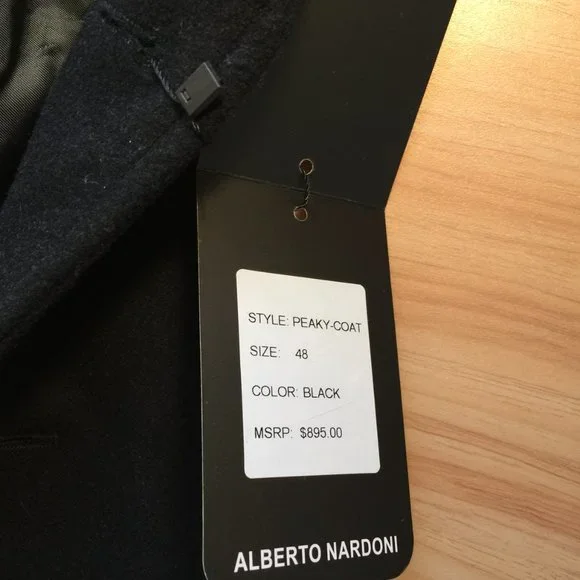 STYLE: PEAKY-COAT
SIZE: 48
COLOR: BLACK
MSRP: $895.00
ALBERTO NARDONI